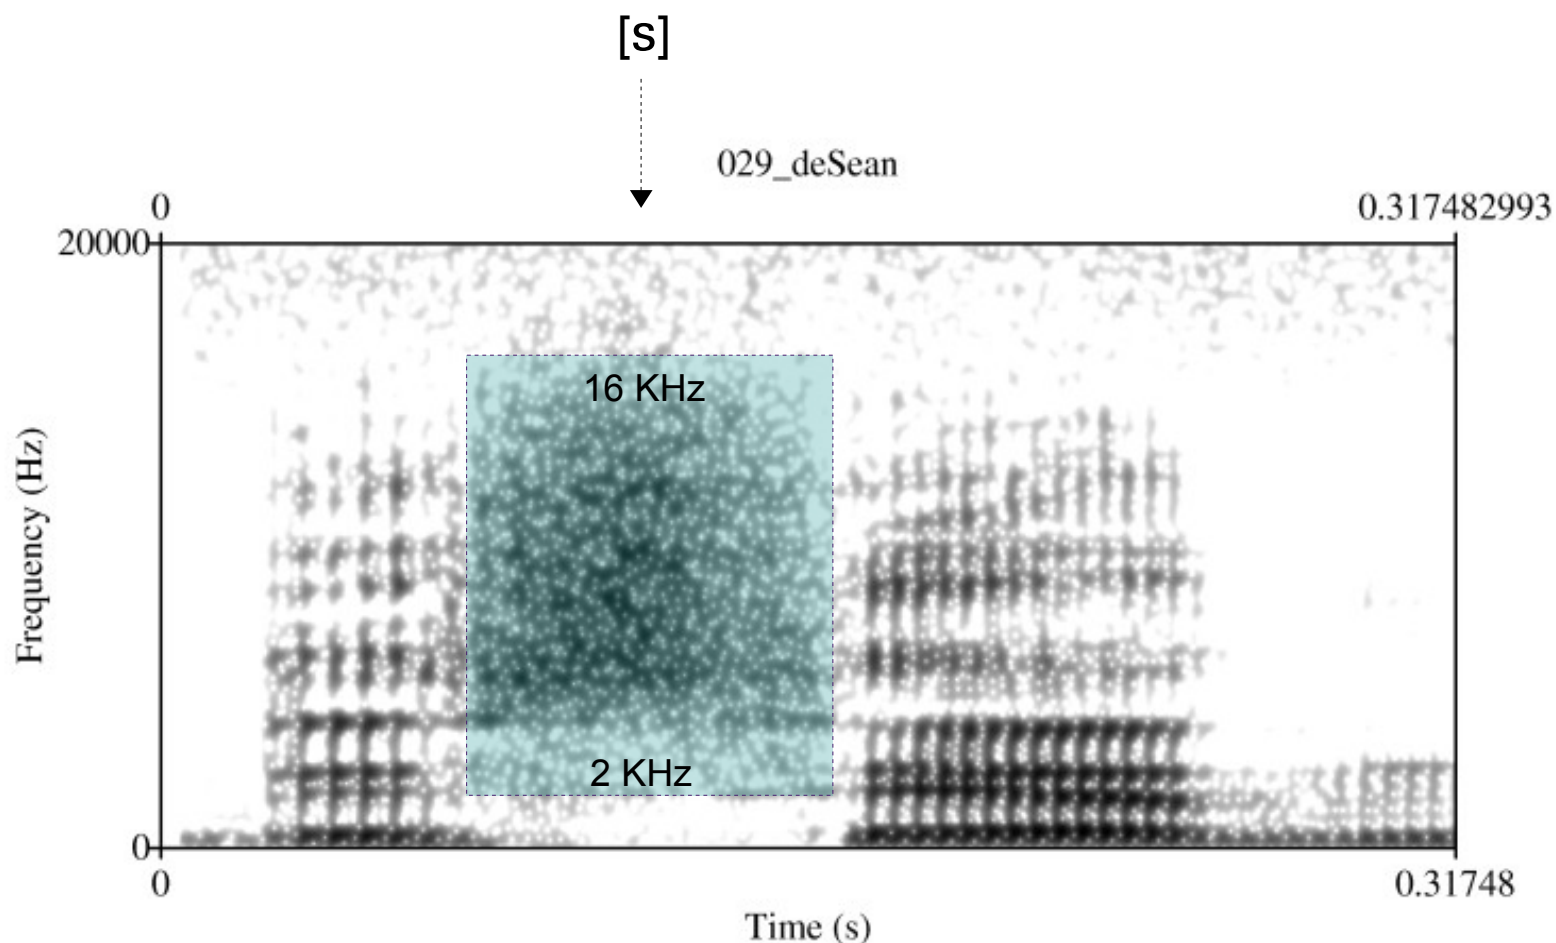 [s]
029_deSean
0 0.317482993
20000
16 KHz
Frequency (Hz)
2 KHz
0
0 0.31748
Time (s)